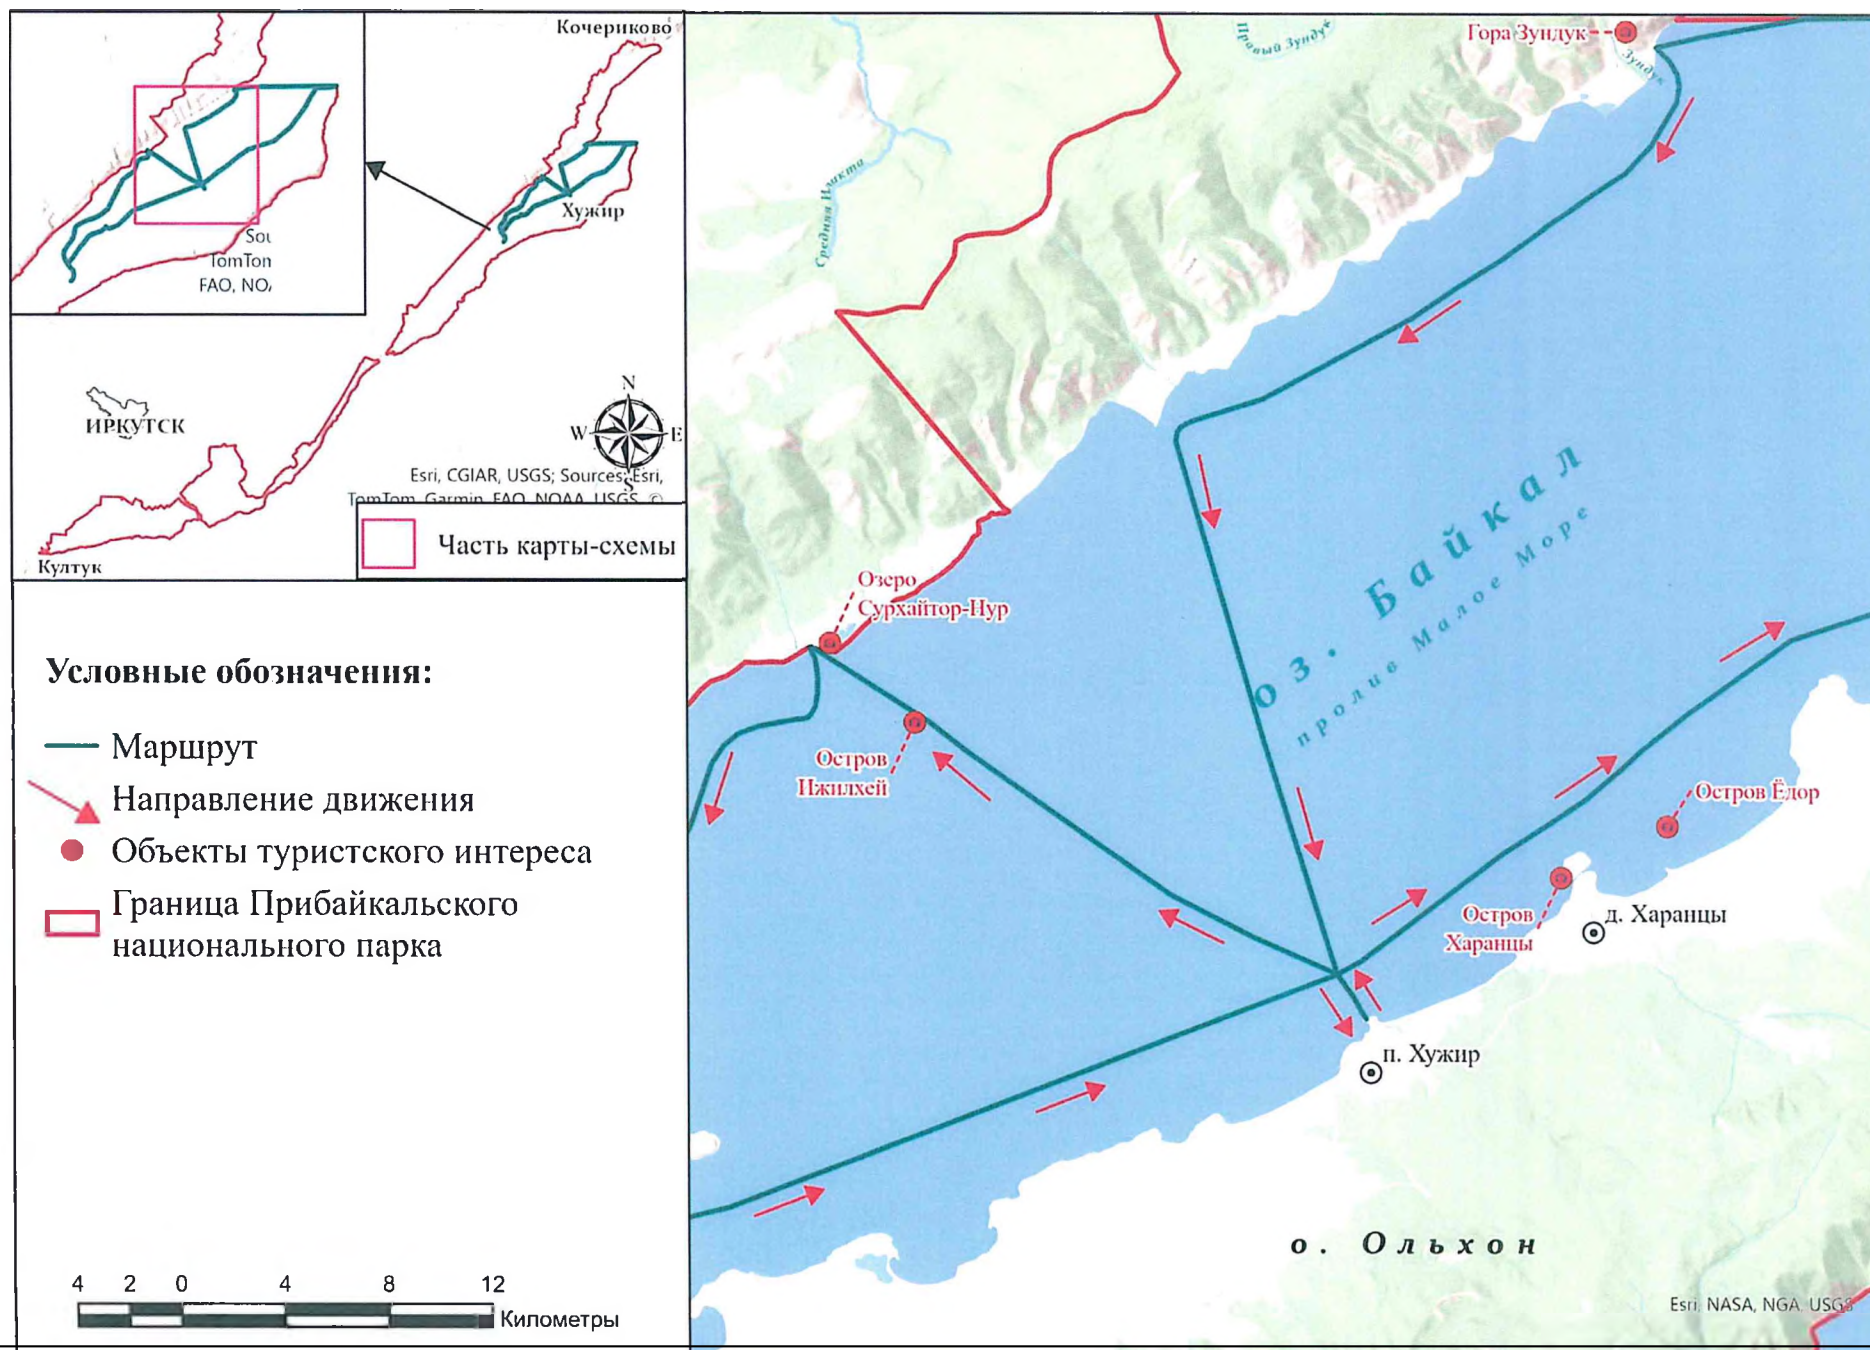 Кочериково
Хужир
Sou
TomTon
FAO, NO
ИРКУТСК
N
W
E
S
Esri, CGIAR, USGS; Sources: Esri,
TomTom, Garmin, FAO, NOAA, USGS, ©
Култук
Часть карты-схемы
Условные обозначения:
Маршрут
Направление движения
Объекты туристского интереса
Граница Прибайкальского
национального парка
4 2 0 4 8 12
Километры
Правый Зундук
Гора Зундук
Зундук
Средняя Иликта
оз. Байкал
пролив Малое Море
Озеро
Сурхайтор-Нур
Остров
Ижилхей
Остров Ёдор
Остров
Харанцы
д. Харанцы
п. Хужир
о. Ольхон
Esri, NASA, NGA, USGS